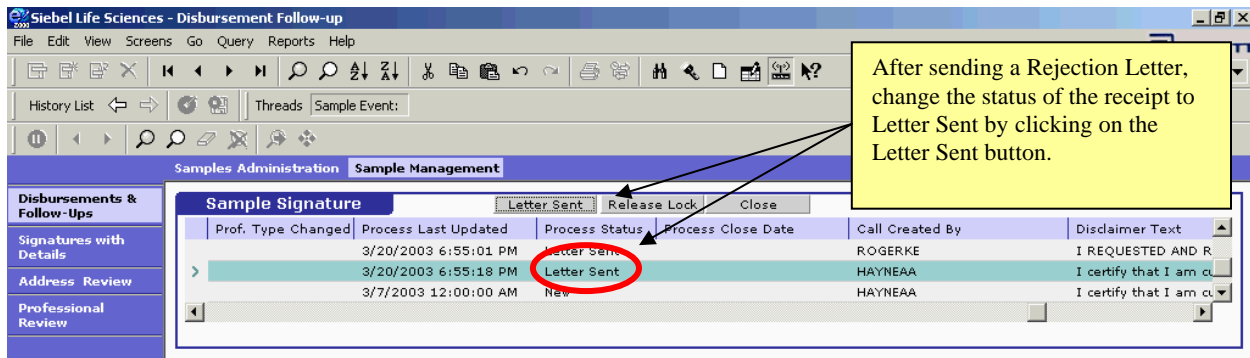 Siebel Life Sciences - Disbursement Follow-up
File Edit View Screens Go Query Reports Help
After sending a Rejection Letter,
change the status of the receipt to
Letter Sent by clicking on the
Letter Sent button.
History List Threads Sample Event:
Samples Administration Sample Management
Disbursements &
Follow-Ups
Signatures with
Details
Address Review
Professional
Review
Sample Signature Letter Sent Release Lock Close
Prof. Type Changed Process Last Updated Process Status Process Close Date Call Created By Disclaimer Text
3/20/2003 6:55:01 PM Letter Sent ROGERKE I REQUESTED AND R
3/20/2003 6:55:18 PM Letter Sent HAYNEAA I certify that I am cu
3/7/2003 12:00:00 AM New HAYNEAA I certify that I am cu